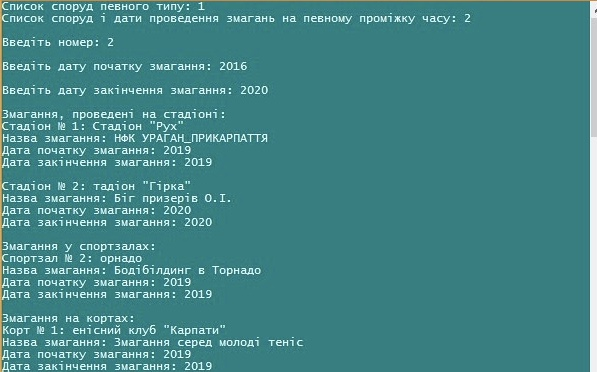 Список споруд певного типу: 1
Список споруд і дати проведення змагань на певному проміжку часу: 2
Введіть номер: 2
Введіть дату початку змагання: 2016
Введіть дату закінчення змагання: 2020
Змагання, проведені на стадіоні:
Стадіон № 1: Стадіон "Рух"
Назва змагання: НФК УРАГАН_ПРИКАРПАТТЯ
Дата початку змагання: 2019
Дата закінчення змагання: 2019
Стадіон № 2: тадіон "Гірка"
Назва змагання: Біг призерів О.І.
Дата початку змагання: 2020
Дата закінчення змагання: 2020
Змагання у спортзалах:
Спортзал № 2: орнадо
Назва змагання: Бодібілдинг в Торнадо
Дата початку змагання: 2019
Дата закінчення змагання: 2019
Змагання на кортах:
Корт № 1: енісний клуб "Карпати"
Назва змагання: Змагання серед молоді теніс
Дата початку змагання: 2019
Дата закінчення змагання: 2019